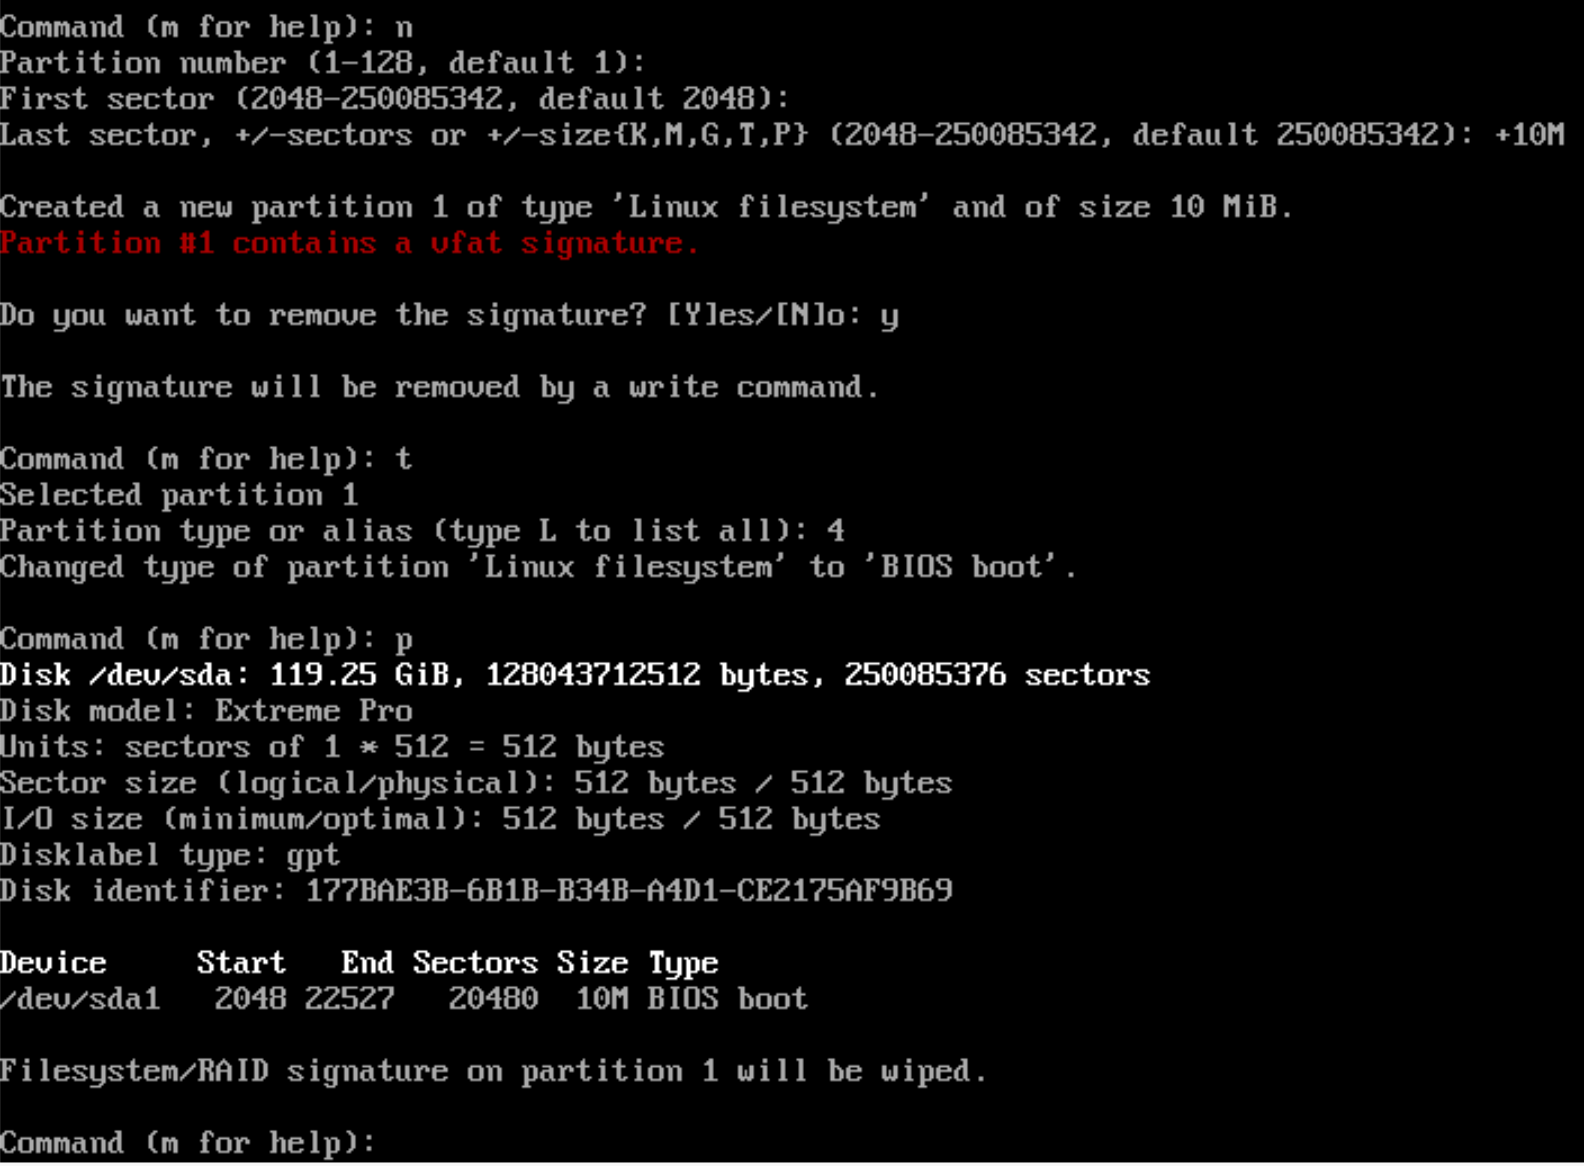 Command (m for help): n
Partition number (1-128, default 1):
First sector (2048-250085342, default 2048):
Last sector, +/-sectors or +/-size{K,M,G,T,P} (2048-250085342, default 250085342): +10M
Created a new partition 1 of type 'Linux filesystem' and of size 10 MiB.
Partition #1 contains a vfat signature.
Do you want to remove the signature? [Y]es/[N]o: y
The signature will be removed by a write command.
Command (m for help): t
Selected partition 1
Partition type or alias (type L to list all): 4
Changed type of partition 'Linux filesystem' to 'BIOS boot'.
Command (m for help): p
Disk /dev/sda: 119.25 GiB, 128043712512 bytes, 250085376 sectors
Disk model: Extreme Pro
Units: sectors of 1 * 512 = 512 bytes
Sector size (logical/physical): 512 bytes / 512 bytes
I/O size (minimum/optimal): 512 bytes / 512 bytes
Disklabel type: gpt
Disk identifier: 177BAE3B-6B1B-B34B-A4D1-CE2175AF9B69
Device     Start   End Sectors Size Type
/dev/sda1   2048 22527   20480  10M BIOS boot
Filesystem/RAID signature on partition 1 will be wiped.
Command (m for help):